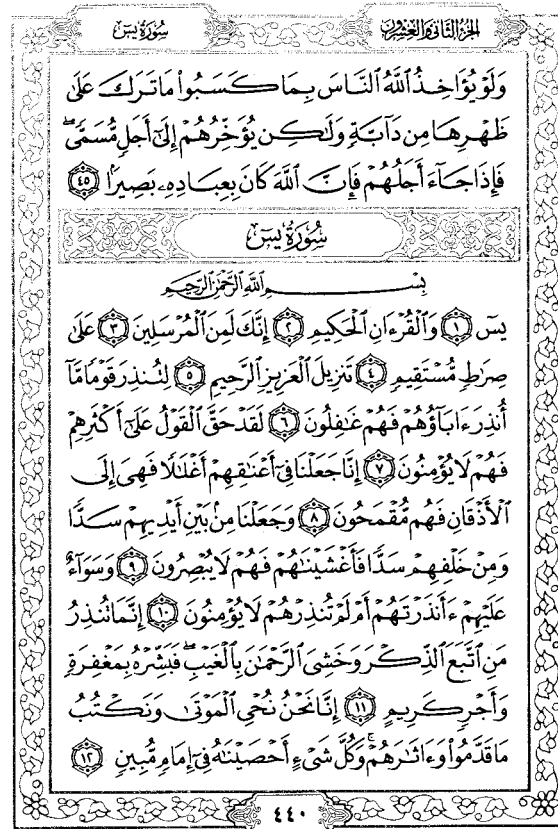 الجزء الثاني والعشرون
سورة يس
وَلَوْ يُؤَاخِذُ ٱللَّهُ ٱلنَّاسَ بِمَا كَسَبُوا۟ مَا تَرَكَ عَلَىٰ
ظَهْرِهَا مِن دَآبَّةٍ وَلَٰكِن يُؤَخِّرُهُمْ إِلَىٰٓ أَجَلٍ مُّسَمًّى ۖ
فَإِذَا جَآءَ أَجَلُهُمْ فَإِنَّ ٱللَّهَ كَانَ بِعِبَادِهِۦ بَصِيرًۢا ٤٥
سُورَةُ يسٓ
بِسْمِ ٱللَّهِ ٱلرَّحْمَٰنِ ٱلرَّحِيمِ
يسٓ ١ وَٱلْقُرْءَانِ ٱلْحَكِيمِ ٢ إِنَّكَ لَمِنَ ٱلْمُرْسَلِينَ ٣ عَلَىٰ
صِرَٰطٍ مُّسْتَقِيمٍ ٤ تَنزِيلَ ٱلْعَزِيزِ ٱلرَّحِيمِ ٥ لِتُنذِرَ قَوْمًا مَّآ
أُنذِرَ ءَابَآؤُهُمْ فَهُمْ غَٰفِلُونَ ٦ لَقَدْ حَقَّ ٱلْقَوْلُ عَلَىٰٓ أَكْثَرِهِمْ
فَهُمْ لَا يُؤْمِنُونَ ٧ إِنَّا جَعَلْنَا فِىٓ أَعْنَٰقِهِمْ أَغْلَٰلًا فَهِىَ إِلَى
ٱلْأَذْقَانِ فَهُم مُّقْمَحُونَ ٨ وَجَعَلْنَا مِنۢ بَيْنِ أَيْدِيهِمْ سَدًّا
وَمِنْ خَلْفِهِمْ سَدًّا فَأَغْشَيْنَٰهُمْ فَهُمْ لَا يُبْصِرُونَ ٩ وَسَوَآءٌ
عَلَيْهِمْ ءَأَنذَرْتَهُمْ أَمْ لَمْ تُنذِرْهُمْ لَا يُؤْمِنُونَ ١٠ إِنَّمَا تُنذِرُ
مَنِ ٱتَّبَعَ ٱلذِّكْرَ وَخَشِىَ ٱلرَّحْمَٰنَ بِٱلْغَيْبِ ۖ فَبَشِّرْهُ بِمَغْفِرَةٍ
وَأَجْرٍ كَرِيمٍ ١١ إِنَّا نَحْنُ نُحْىِ ٱلْمَوْتَىٰ وَنَكْتُبُ
مَا قَدَّمُوا۟ وَءَاثَٰرَهُمْ ۚ وَكُلَّ شَىْءٍ أَحْصَيْنَٰهُ فِىٓ إِمَامٍ مُّبِينٍ ١٢
٤٤٠